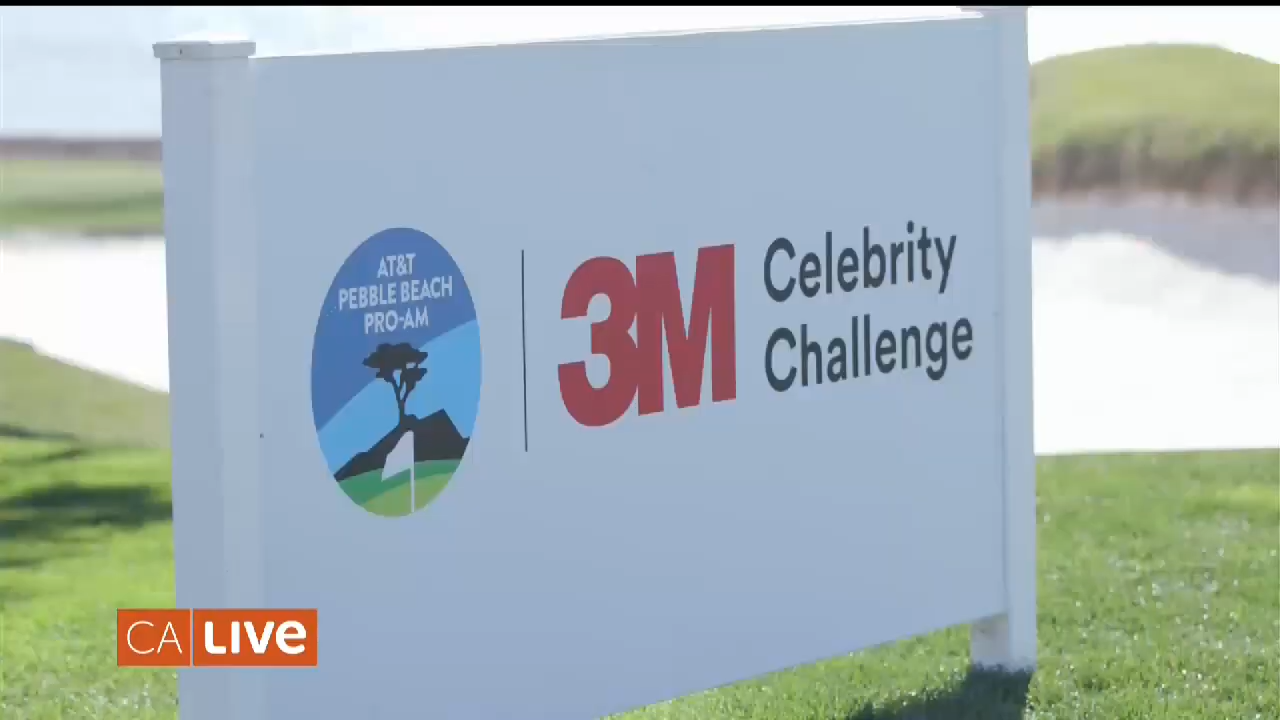 AT&T
PEBBLE BEACH
PRO-AM
3M
Celebrity
Challenge
CA LIVE